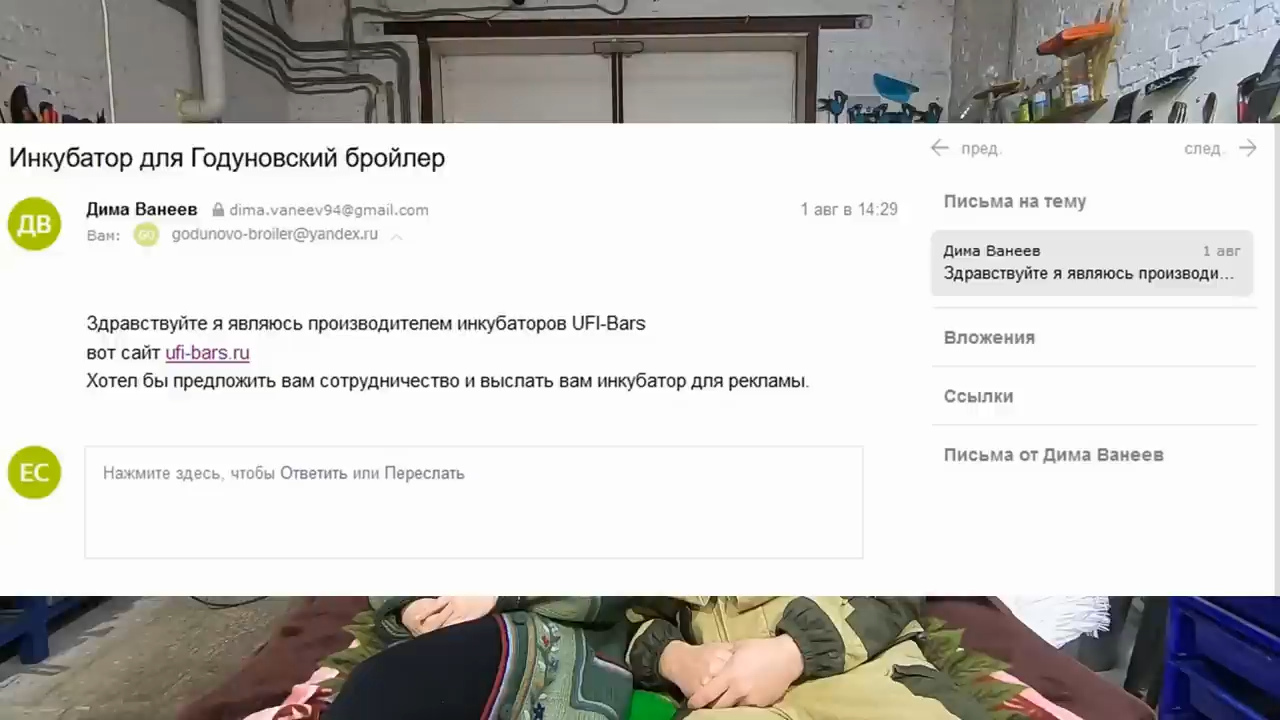 Инкубатор для Годуновский бройлер
← пред.
след. →
ДВ
Дима Ванеев dima.vaneev94@gmail.com
1 авг в 14:29
Вам: GO godunovo-broiler@yandex.ru
Письма на тему
Дима Ванеев 1 авг
Здравствуйте я являюсь производи...
Здравствуйте я являюсь производителем инкубаторов UFI-Bars
вот сайт ufi-bars.ru
Хотел бы предложить вам сотрудничество и выслать вам инкубатор для рекламы.
Вложения
Ссылки
Письма от Дима Ванеев
ЕС
Нажмите здесь, чтобы Ответить или Переслать